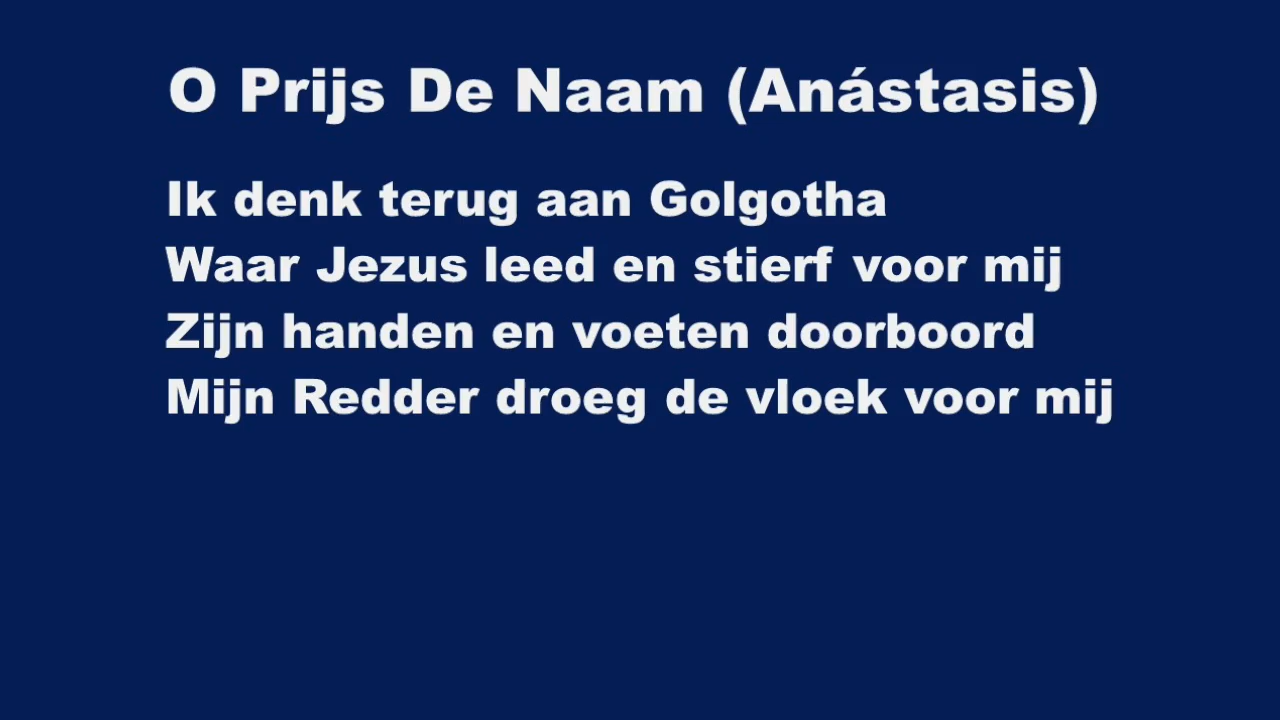 O Prijs De Naam (Anástasis)
Ik denk terug aan Golgotha
Waar Jezus leed en stierf voor mij
Zijn handen en voeten doorboord
Mijn Redder droeg de vloek voor mij